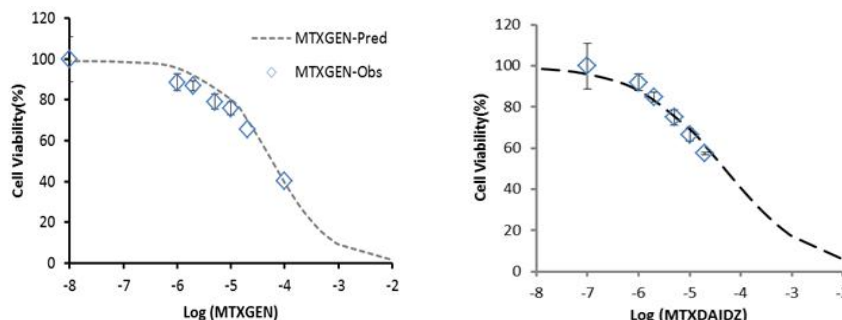 120
100
80
60
40
20
0
Cell Viability(%)
-8 -7 -6 -5 -4 -3 -2
Log (MTXGEN)
MTXGEN-Pred
MTXGEN-Obs
120
100
80
60
40
20
0
Cell Viability(%)
-8 -7 -6 -5 -4 -3
Log (MTXDAIDZ)